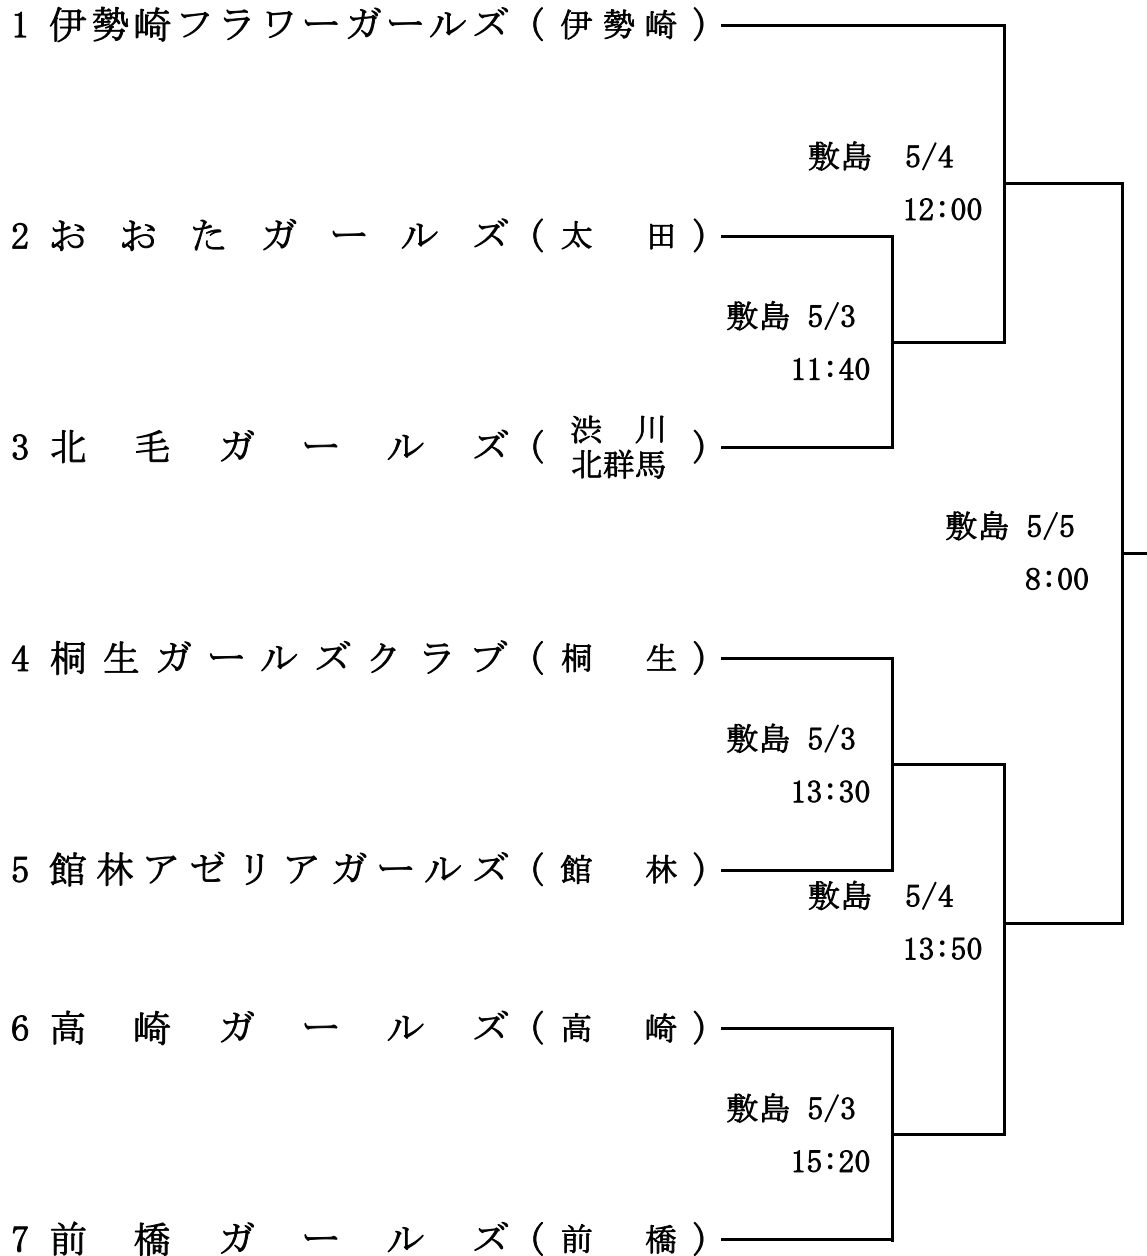 1 伊勢崎フラワーガールズ (伊勢崎)
敷島 5/4
12:00
2 おおたガールズ (太田)
敷島 5/3
11:40
3 北毛ガールズ (渋川
北群馬)
敷島 5/5
8:00
4 桐生ガールズクラブ (桐生)
敷島 5/3
13:30
5 館林アゼリアガールズ (館林)
敷島 5/4
13:50
6 高崎ガールズ (高崎)
敷島 5/3
15:20
7 前橋ガールズ (前橋)